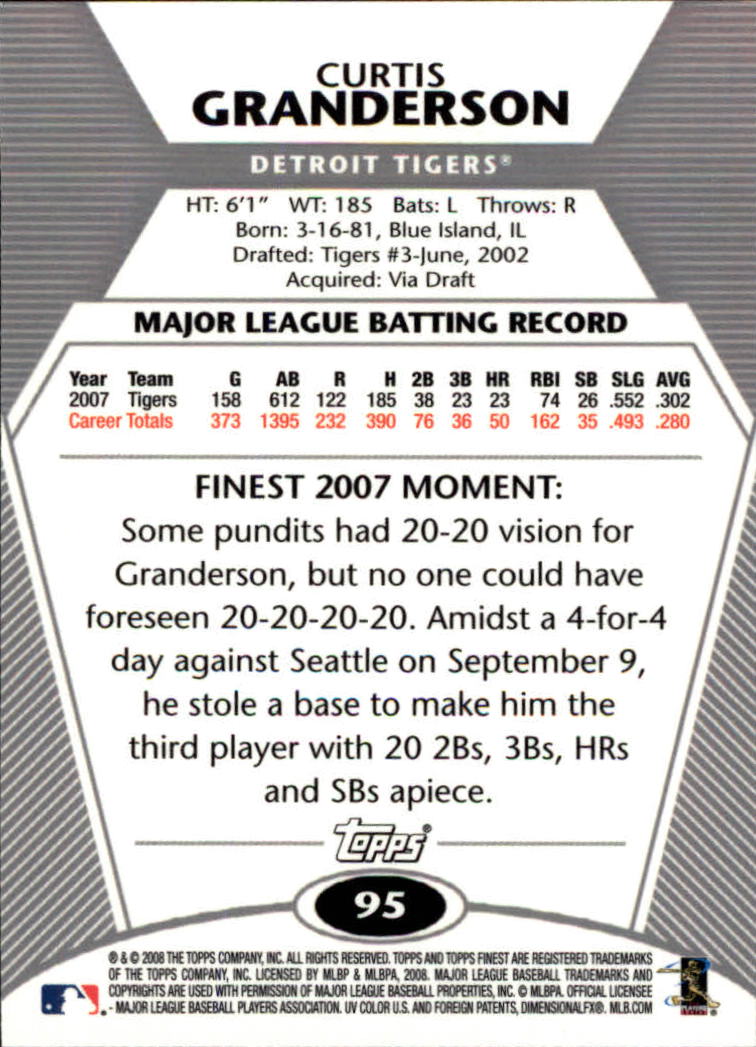 CURTIS
GRANDERSON
DETROIT TIGERS®
HT: 6'1" WT: 185 Bats: L Throws: R
Born: 3-16-81, Blue Island, IL
Drafted: Tigers #3-June, 2002
Acquired: Via Draft
MAJOR LEAGUE BATTING RECORD
Year Team G AB R H 2B 3B HR RBI SB SLG AVG
2007 Tigers 158 612 122 185 38 23 23 74 26 .552 .302
Career Totals 373 1395 232 390 76 36 50 162 35 .493 .280
FINEST 2007 MOMENT:
Some pundits had 20-20 vision for
Granderson, but no one could have
foreseen 20-20-20-20. Amidst a 4-for-4
day against Seattle on September 9,
he stole a base to make him the
third player with 20 2Bs, 3Bs, HRs
and SBs apiece.
Topps®
95
® & © 2008 THE TOPPS COMPANY, INC. ALL RIGHTS RESERVED. TOPPS AND TOPPS FINEST ARE REGISTERED TRADEMARKS
OF THE TOPPS COMPANY, INC. LICENSED BY MLBP & MLBPA, 2008. MAJOR LEAGUE BASEBALL TRADEMARKS AND
COPYRIGHTS ARE USED WITH PERMISSION OF MAJOR LEAGUE BASEBALL PROPERTIES, INC. © MLBPA. OFFICIAL LICENSEE
- MAJOR LEAGUE BASEBALL PLAYERS ASSOCIATION. UV COLOR U.S. AND FOREIGN PATENTS, DIMENSIONALFX®. MLB.COM